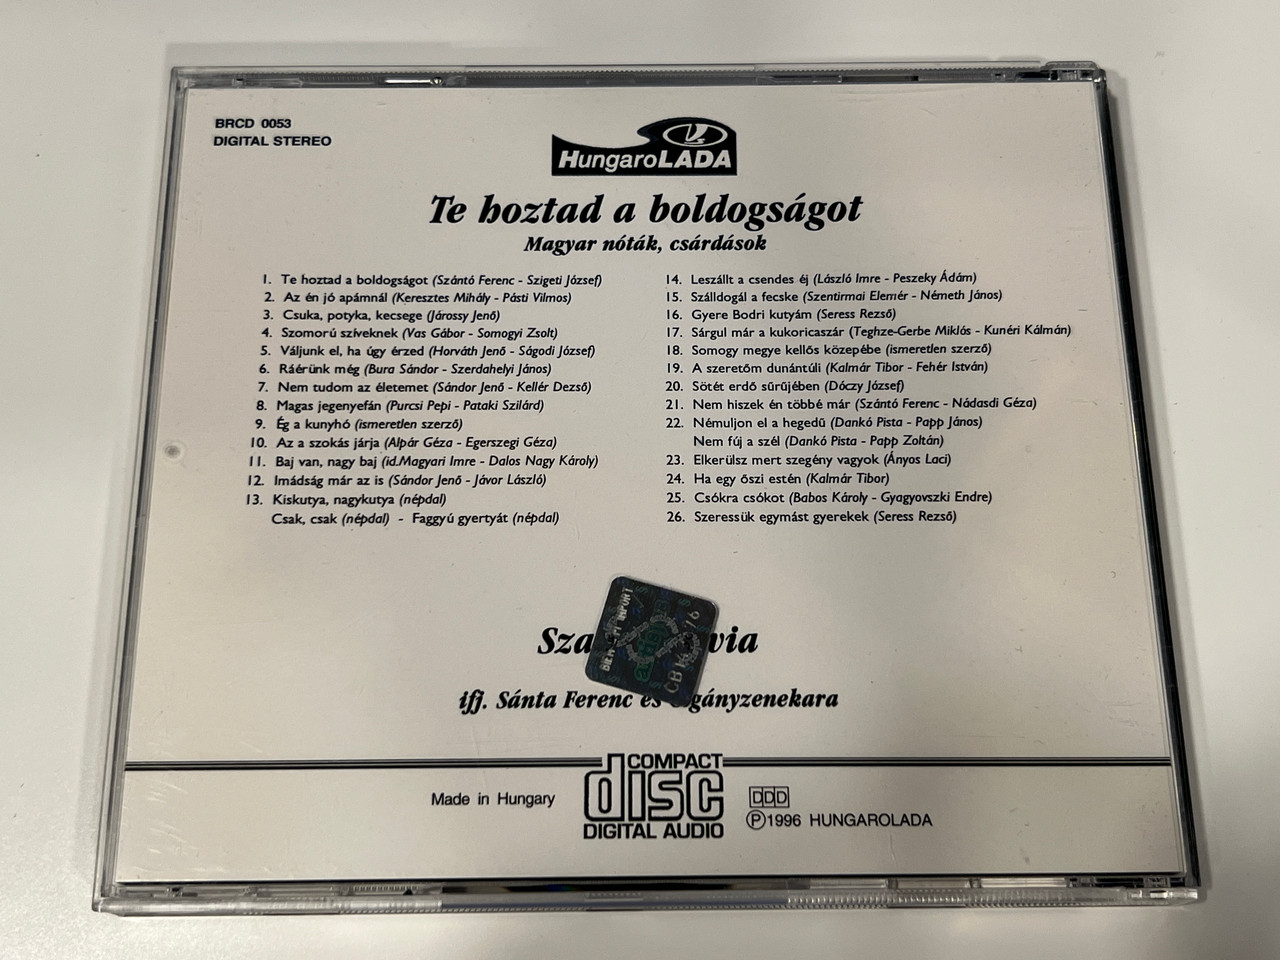 BRCD 0053
DIGITAL STEREO
HungaroLADA
Te hoztad a boldogságot
Magyar nóták, csárdások
1. Te hoztad a boldogságot (Szántó Ferenc - Szigeti József)
2. Az én jó apámnál (Keresztes Mihály - Pásti Vilmos)
3. Csuka, potyka, kecsege (Járossy Jenő)
4. Szomorú szíveknek (Vas Gábor - Somogyi Zsolt)
5. Váljunk el, ha úgy érzed (Horváth Jenő - Ságodi József)
6. Ráérünk még (Bura Sándor - Szerdahelyi János)
7. Nem tudom az életemet (Sándor Jenő - Kellér Dezső)
8. Magas jegenyefán (Purcsi Pepi - Pataki Szilárd)
9. Ég a kunyhó (ismeretlen szerző)
10. Az a szokás járja (Alpár Géza - Egerszegi Géza)
11. Baj van, nagy baj (id.Magyari Imre - Dalos Nagy Károly)
12. Imádság már az is (Sándor Jenő - Jávor László)
13. Kiskutya, nagykutya (népdal)
Csak, csak (népdal) - Faggyú gyertyát (népdal)
14. Leszállt a csendes éj (László Imre - Peszeky Ádám)
15. Szálldogál a fecske (Szentirmai Elemér - Németh János)
16. Gyere Bodri kutyám (Seress Rezső)
17. Sárgul már a kukoricaszár (Teghze-Gerbe Miklós - Kunéri Kálmán)
18. Somogy megye kellős közepébe (ismeretlen szerző)
19. A szeretőm dunántúli (Kalmár Tibor - Fehér István)
20. Sötét erdő sűrűjében (Dóczy József)
21. Nem hiszek én többé már (Szántó Ferenc - Nádasdi Géza)
22. Némuljon el a hegedű (Dankó Pista - Papp János)
Nem fúj a szél (Dankó Pista - Papp Zoltán)
23. Elkerülsz mert szegény vagyok (Ányos Laci)
24. Ha egy őszi estén (Kalmár Tibor)
25. Csókra csókot (Babos Károly - Gyagyovszki Endre)
26. Szeressük egymást gyerekek (Seress Rezső)
ifj. Sánta Ferenc és cigányzenekara
COMPACT
disc
DIGITAL AUDIO
Made in Hungary
DDD
Ⓟ1996 HUNGAROLADA